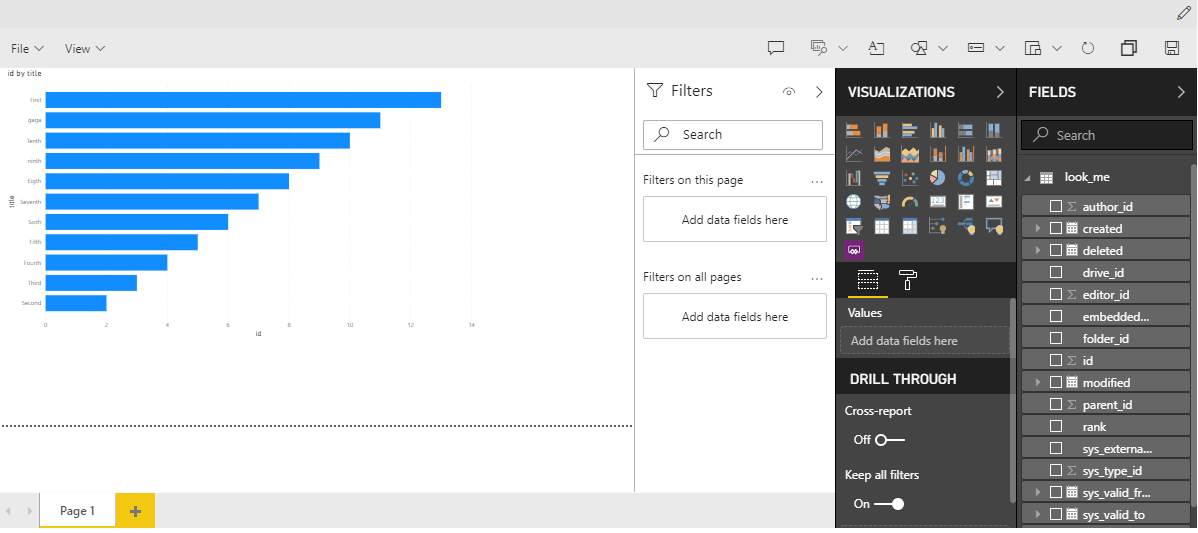 File View
id by title
title
First
gaga
Tenth
ninth
Eigth
Seventh
Sixth
Fifth
Fourth
Third
Second
0 2 4 6 8 10 12 14
id
Page 1
Filters
Search
Filters on this page ...
Add data fields here
Filters on all pages ...
Add data fields here
VISUALIZATIONS
123
Values
Add data fields here
DRILL THROUGH
Cross-report
Off
Keep all filters
On
FIELDS
Search
look_me
Σ author_id
created
deleted
drive_id
Σ editor_id
embedded...
folder_id
Σ id
modified
Σ parent_id
rank
sys_externa...
Σ sys_type_id
sys_valid_fr...
sys_valid_to